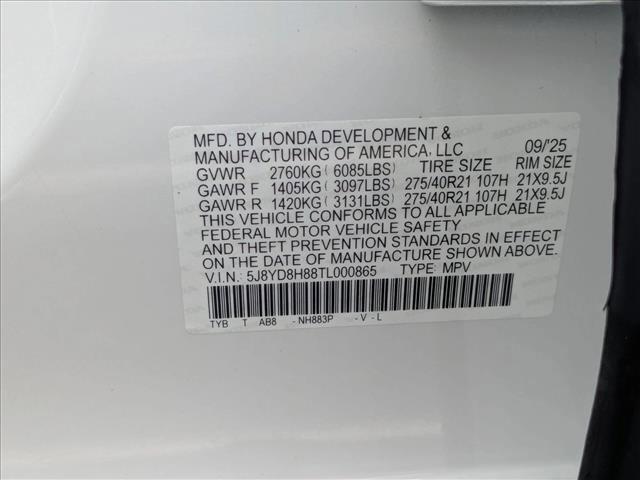 MFD. BY HONDA DEVELOPMENT &
MANUFACTURING OF AMERICA, LLC 09/'25
GVWR 2760KG( 6085LBS) TIRE SIZE RIM SIZE
GAWR F 1405KG( 3097LBS) 275/40R21 107H 21X9.5J
GAWR R 1420KG( 3131LBS) 275/40R21 107H 21X9.5J
THIS VEHICLE CONFORMS TO ALL APPLICABLE
FEDERAL MOTOR VEHICLE SAFETY
AND THEFT PREVENTION STANDARDS IN EFFECT
ON THE DATE OF MANUFACTURE SHOWN ABOVE.
V.I.N.: 5J8YD8H88TL000865 TYPE: MPV
TYB T AB8 -NH883P -V-L